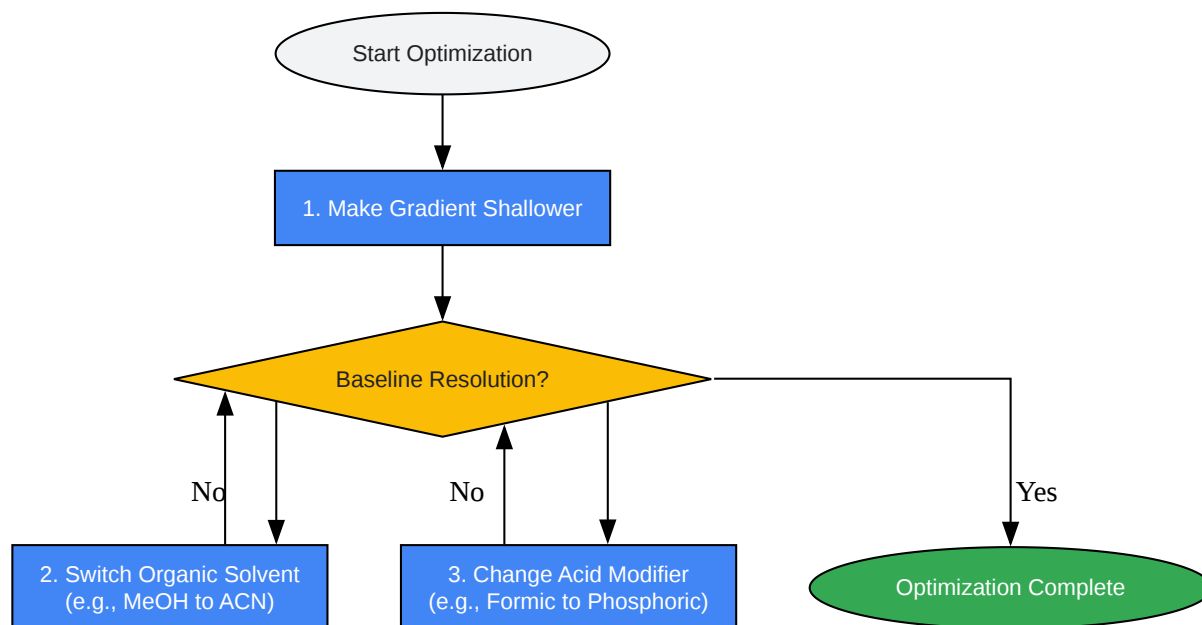 Start Optimization
1. Make Gradient Shallower
Baseline Resolution?
No
No
Yes
2. Switch Organic Solvent
(e.g., MeOH to ACN)
3. Change Acid Modifier
(e.g., Formic to Phosphoric)
Optimization Complete